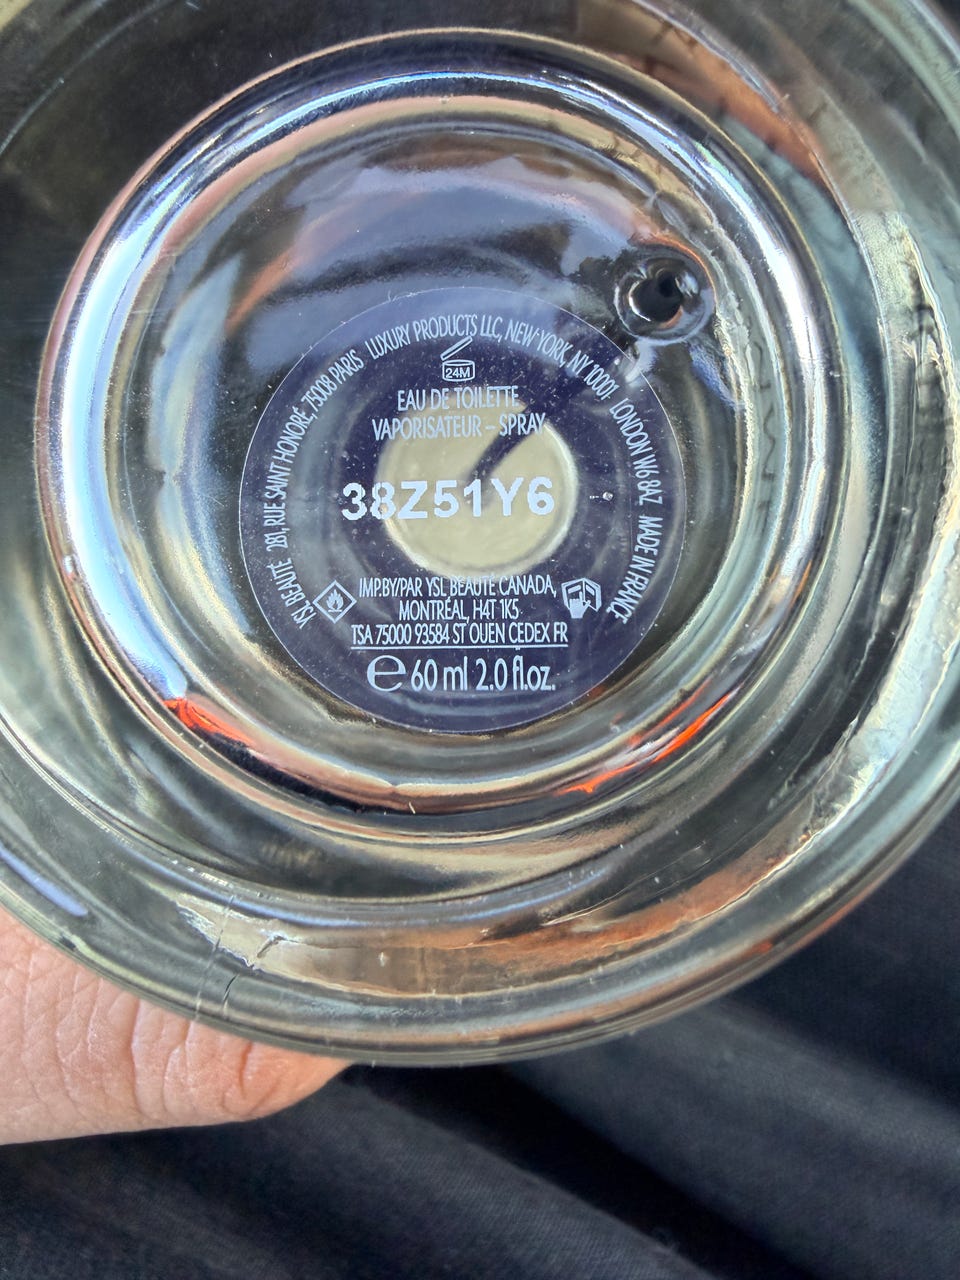 YSL BEAUTÉ 281, RUE SAINT HONORÉ, 75008 PARIS LUXURY PRODUCTS LLC, NEW-YORK, NY 10001 LONDON W6 8AZ MADE IN FRANCE
24M
EAU DE TOILETTE
VAPORISATEUR – SPRAY
38Z51Y6
IMP.BY/PAR YSL BEAUTÉ CANADA,
MONTRÉAL, H4T 1K5
TSA 75000 93584 ST OUEN CEDEX FR
e 60 ml 2.0 fl.oz.